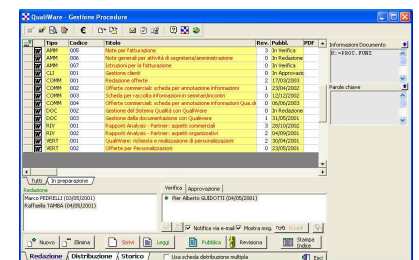 QualiWare - Gestione Procedure
Tipo Codice Titolo Rev. Pubbl. PDF
AMM 005 Note per fatturazione 3 In Verifica
AMM 006 Note generali per attività di segreteria/amministrazione 0 In Redazione
AMM 007 Istruzioni per la fatturazione 0 In Verifica
CLI 001 Gestione clienti 0 In Approvazio
COMM 001 Redazione offerte 2 17/03/2003
COMM 002 Offerte commerciali: scheda per annotazione informazioni 1 23/04/2002
COMM 003 Scheda per raccolta informazioni in seminari/incontri 0 12/12/2002
COMM 004 Offerte commerciali: scheda per annotazione informazioni Qua.de 0 06/06/2003
DOC 002 Gestione del Sistema Qualità con QualiWare 0 In Redazione
DOC 003 Gestione della documentazione con Qualiware 1 31/05/2001
RIV 001 Rapporti Analysis - Partner: aspetti commerciali 3 28/10/2002
RIV 002 Rapporti Analysis - Partner: aspetti organizzativi 2 04/09/2001
VERT 001 QualiWare: richiesta e realizzazione di personalizzazioni 2 30/04/2001
VERT 002 Offerte per Personalizzazioni 0 23/05/2001
Informazioni Documento
Parole chiave
Tutti In preparazione
Redazione
Marco PEDRELLI (03/05/2001)
Raffaella TAMBA (04/05/2001)
Verifica Approvazione
Pier Alberto GUIDOTTI (04/05/2001)
Notifica via e-mail Mostra msg.
Nuovo Elimina Scrivi Leggi Pubblica Revisiona Stampa Indice
Redazione Distribuzione Storico Usa scheda distribuzione multipla Esci